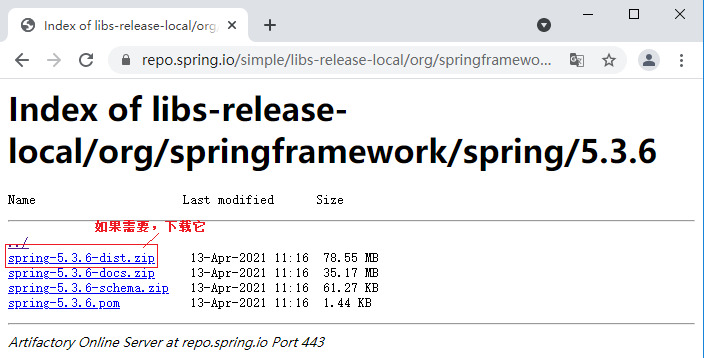 Index of libs-release-local/org/
repo.spring.io/simple/libs-release-local/org/springframewo...
Index of libs-release-
local/org/springframework/spring/5.3.6
Name Last modified Size
如果需要，下载它
../
spring-5.3.6-dist.zip 13-Apr-2021 11:16 78.55 MB
spring-5.3.6-docs.zip 13-Apr-2021 11:16 35.17 MB
spring-5.3.6-schema.zip 13-Apr-2021 11:16 61.27 KB
spring-5.3.6.pom 13-Apr-2021 11:16 1.44 KB
Artifactory Online Server at repo.spring.io Port 443